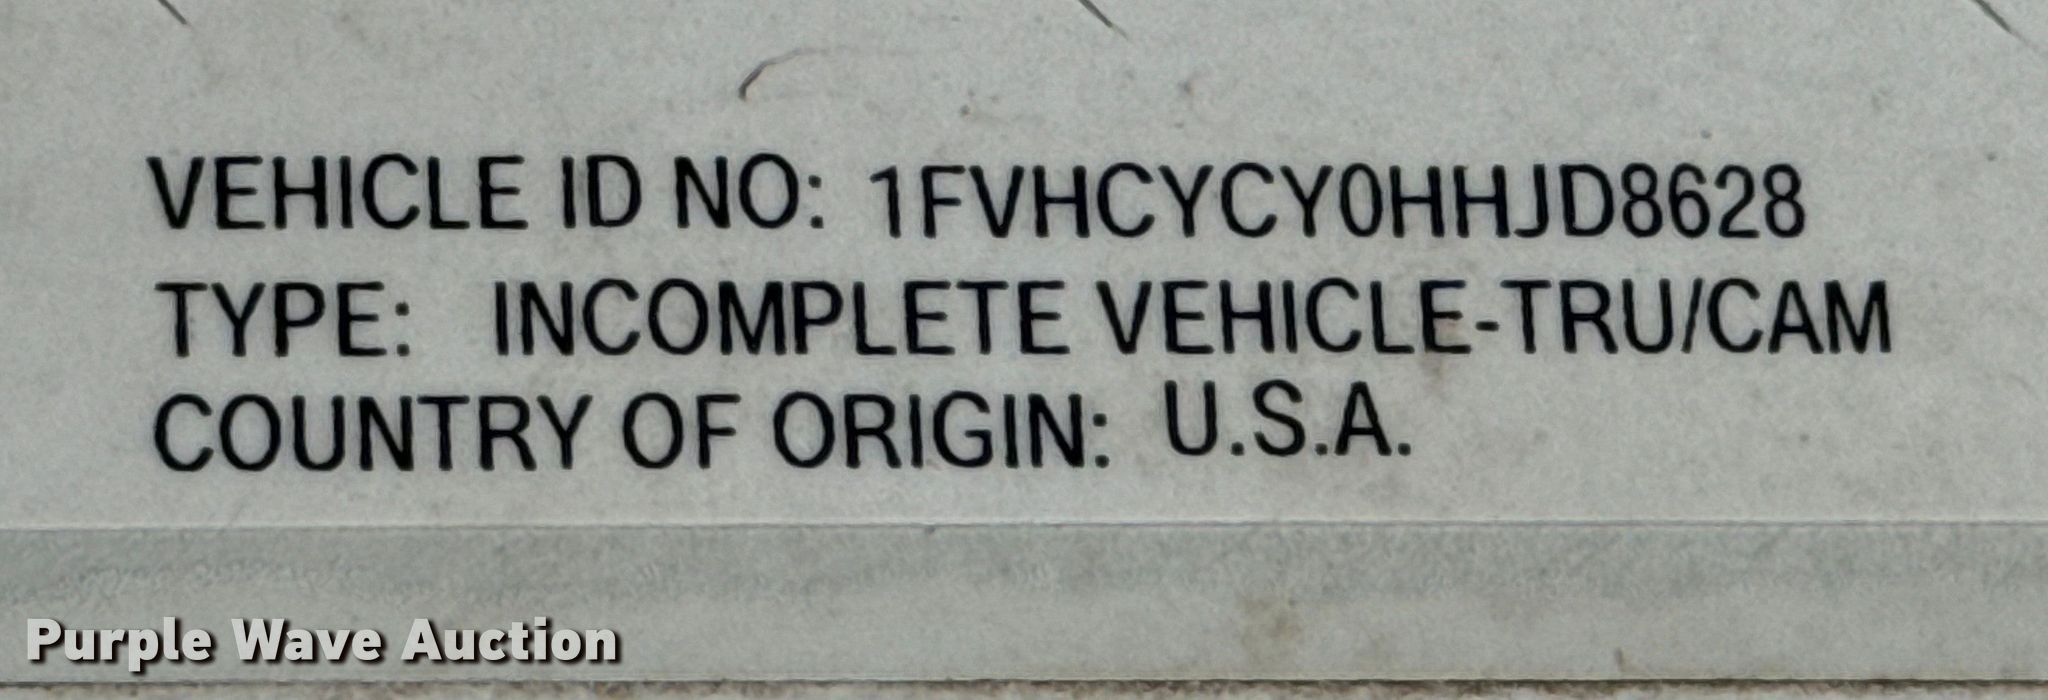 VEHICLE ID NO: 1FVHCYCY0HHJD8628
TYPE: INCOMPLETE VEHICLE-TRU/CAM
COUNTRY OF ORIGIN: U.S.A.
Purple Wave Auction